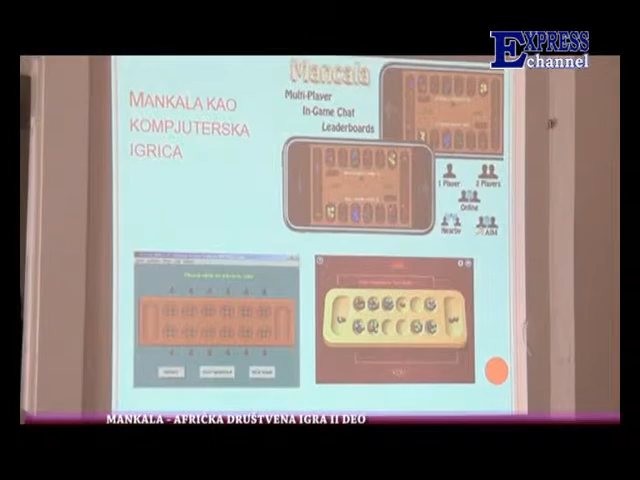 EXPRESS
channel
MANKALA KAO
KOMPJUTERSKA
IGRICA
Mancala
Multi-Player
In-Game Chat
Leaderboards
1 Player
2 Players
Online
Nearby
AIM
MANKALA - AFRIČKA DRUŠTVENA IGRA II DEO